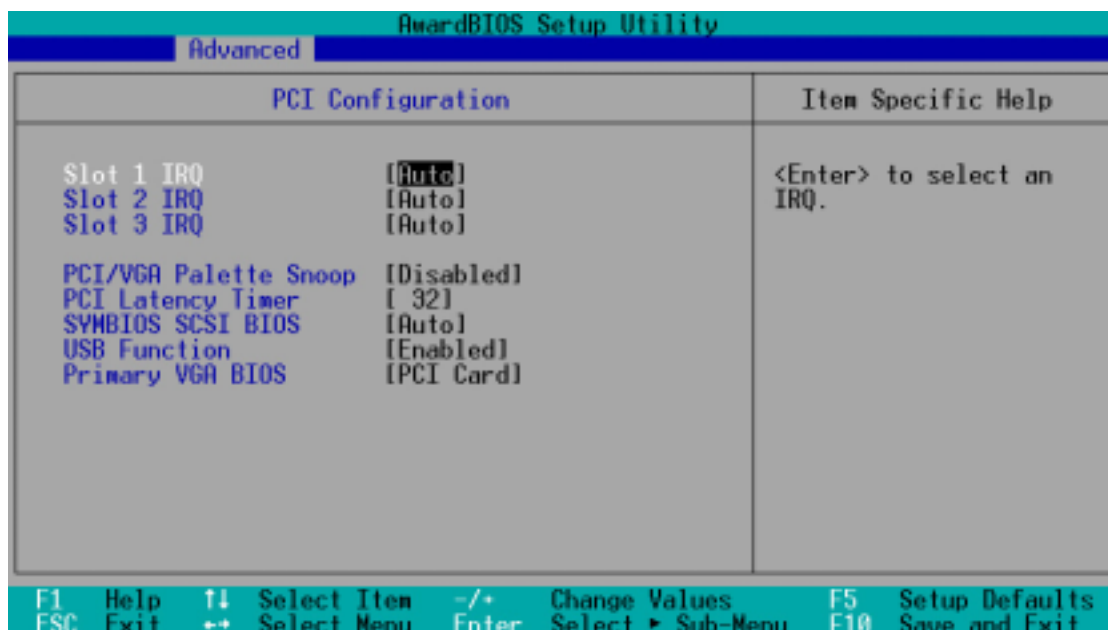 AwardBIOS Setup Utility
Advanced
PCI Configuration
Item Specific Help
Slot 1 IRQ [Auto]
Slot 2 IRQ [Auto]
Slot 3 IRQ [Auto]
PCI/VGA Palette Snoop [Disabled]
PCI Latency Timer [ 32]
SYMBIOS SCSI BIOS [Auto]
USB Function [Enabled]
Primary VGA BIOS [PCI Card]
<Enter> to select an
IRQ.
F1 Help ↑↓ Select Item -/+ Change Values F5 Setup Defaults
ESC Exit ←→ Select Menu Enter Select ► Sub-Menu F10 Save and Exit